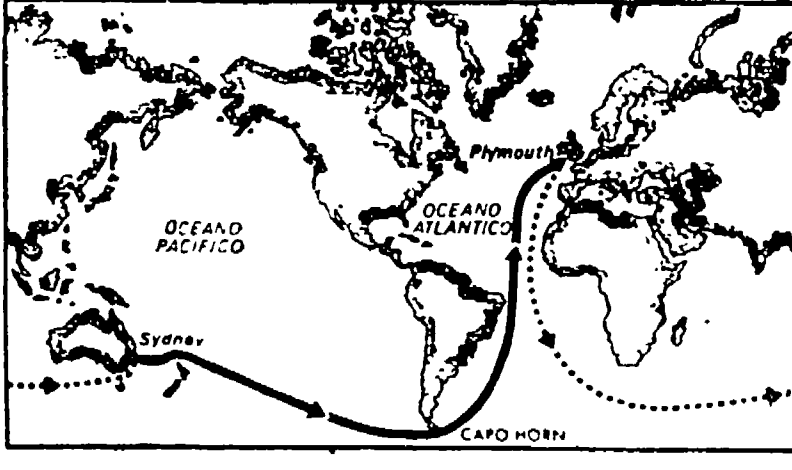 Plymouth
OCEANO
ATLANTICO
OCEANO
PACIFICO
Sydney
CAPO HORN